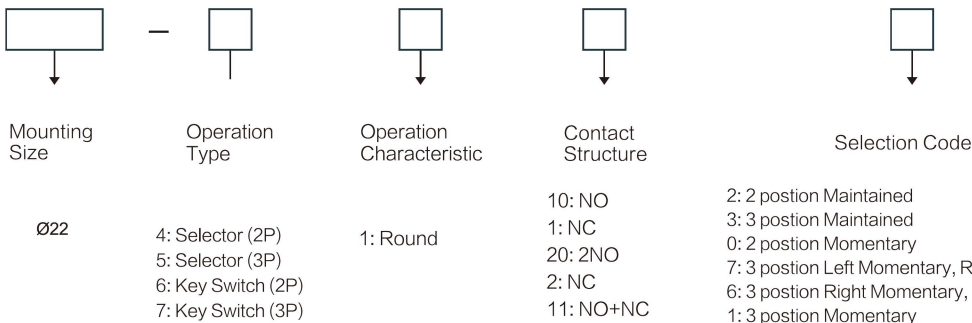 Mounting
Size
Operation
Type
Operation
Characteristic
Contact
Structure
Selection Code
Ø22
4: Selector (2P)
5: Selector (3P)
6: Key Switch (2P)
7: Key Switch (3P)
1: Round
10: NO
1: NC
20: 2NO
2: NC
11: NO+NC
2: 2 postion Maintained
3: 3 postion Maintained
0: 2 postion Momentary
7: 3 postion Left Momentary, R
6: 3 postion Right Momentary,
1: 3 postion Momentary